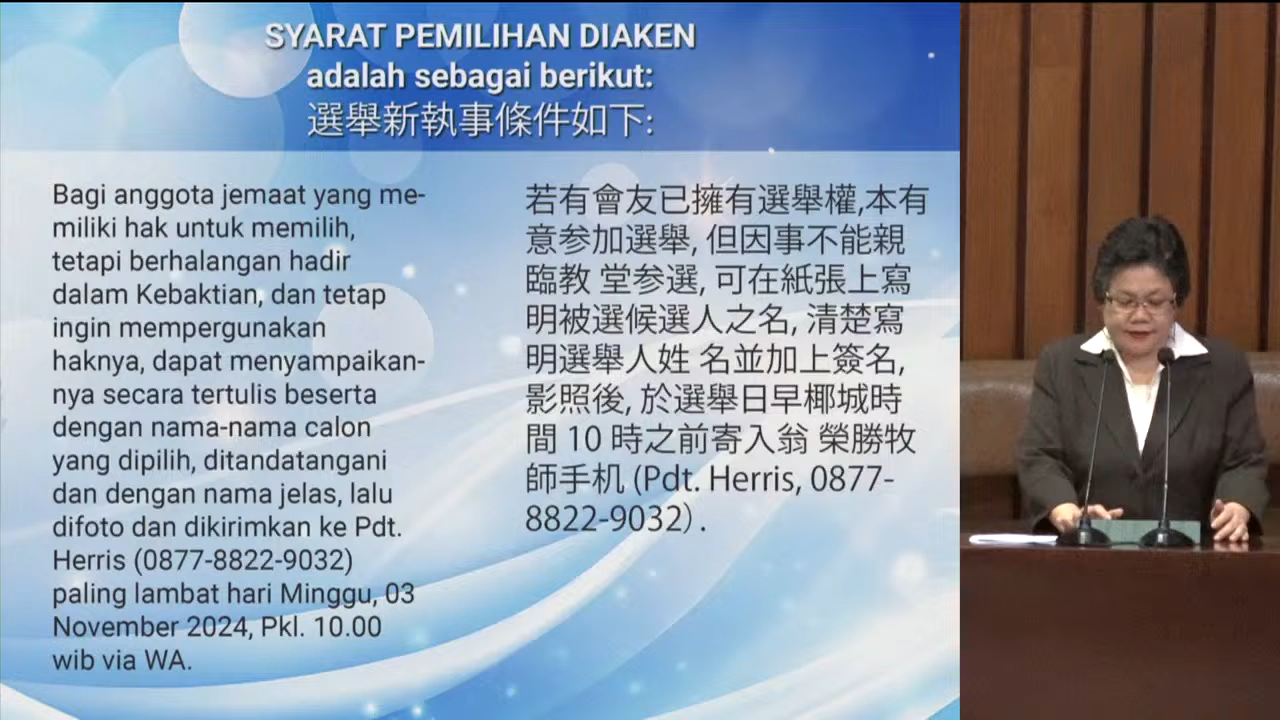 SYARAT PEMILIHAN DIAKEN
adalah sebagai berikut:
選舉新執事條件如下:
Bagi anggota jemaat yang me-
miliki hak untuk memilih,
tetapi berhalangan hadir
dalam Kebaktian, dan tetap
ingin mempergunakan
haknya, dapat menyampaikan-
nya secara tertulis beserta
dengan nama-nama calon
yang dipilih, ditandatangani
dan dengan nama jelas, lalu
difoto dan dikirimkan ke Pdt.
Herris (0877-8822-9032)
paling lambat hari Minggu, 03
November 2024, Pkl. 10.00
wib via WA.
若有會友已擁有選舉權,本有
意参加選舉, 但因事不能親
臨教 堂参選, 可在紙張上寫
明被選候選人之名, 清楚寫
明選舉人姓 名並加上簽名,
影照後, 於選舉日早椰城時
間 10 時之前寄入翁 榮勝牧
師手机 (Pdt. Herris, 0877-
8822-9032) .